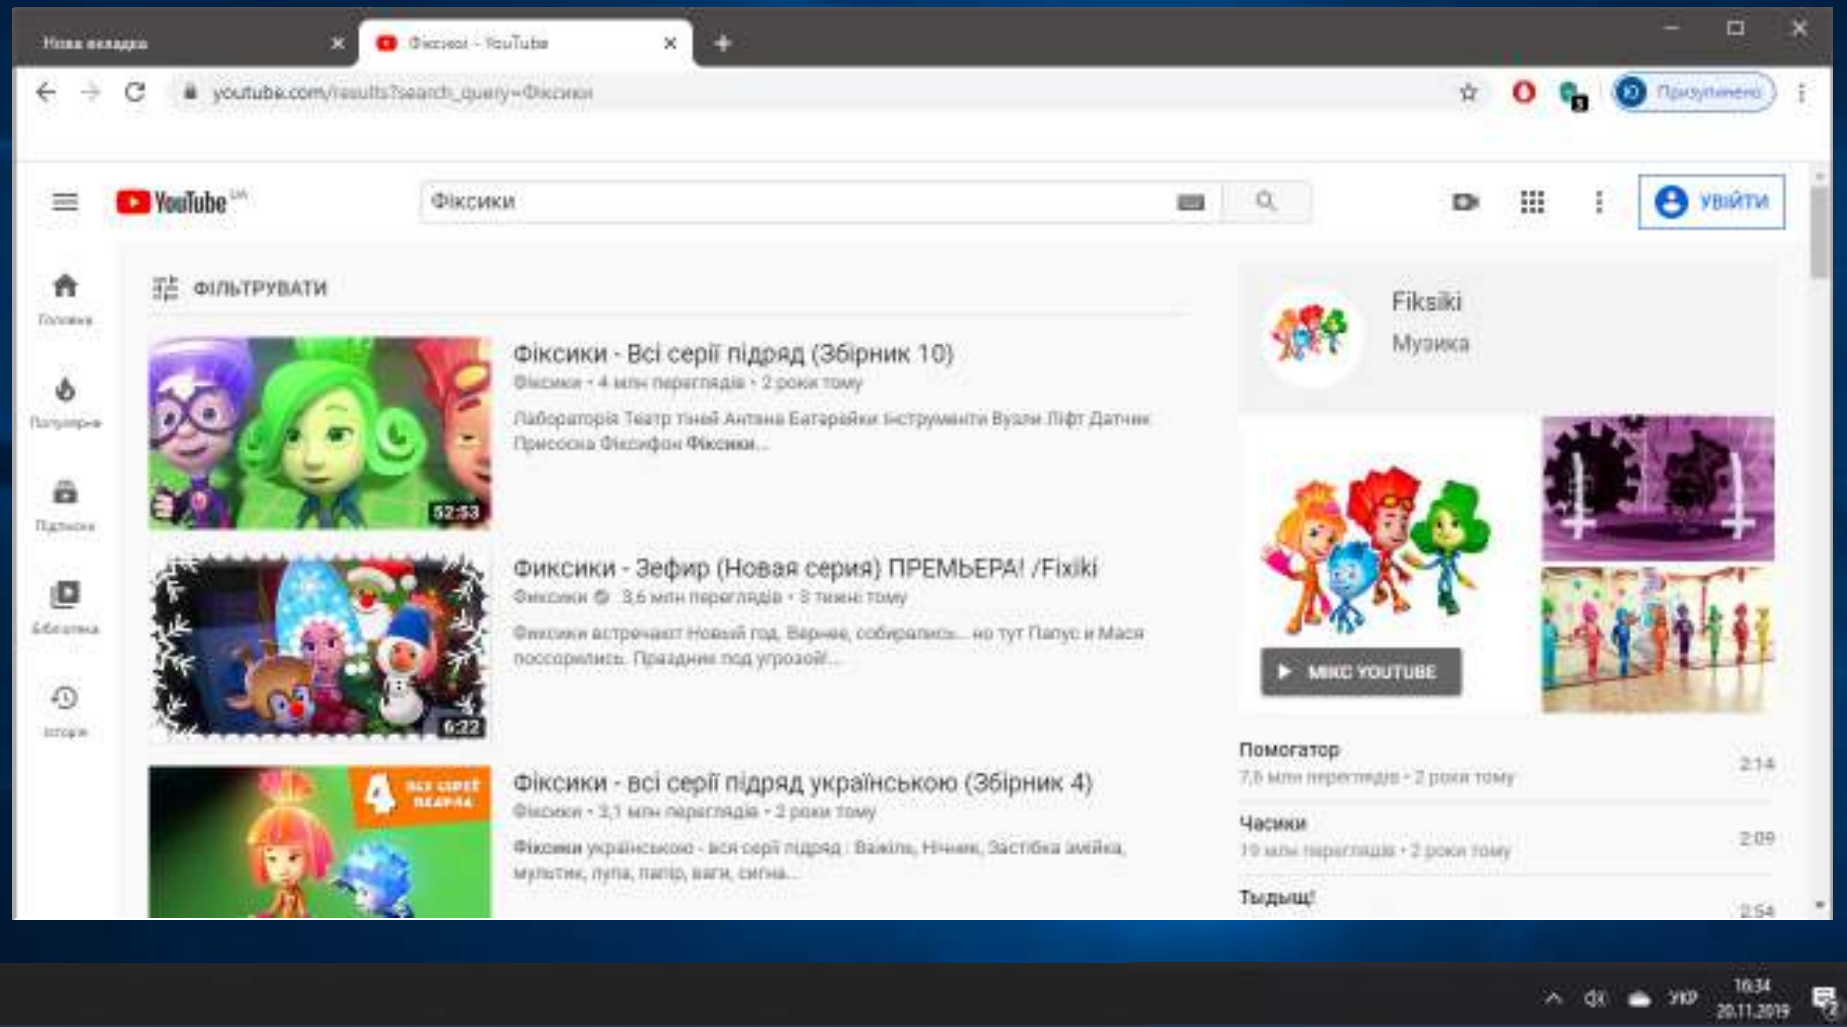 Нова вкладка
Фіксики - YouTube
youtube.com/results?search_query=Фіксики
Призупинено
YouTube UA
Фіксики
УВІЙТИ
Головна
Популярне
Підписки
Бібліотека
Історія
ФІЛЬТРУВАТИ
Фіксики - Всі серії підряд (Збірник 10)
Фіксики • 4 млн переглядів • 2 роки тому
Лабораторія Театр тіней Антена Батарейки Інструменти Вузли Ліфт Датчик
Присоска Фіксифон Фіксики...
52:53
Фиксики - Зефир (Новая серия) ПРЕМЬЕРА! /Fixiki
Фиксики 3,6 млн переглядів • 3 тижні тому
Фиксики встречают Новый год. Вернее, собирались... но тут Папус и Мася
поссорились. Праздник под угрозой!...
6:22
Фіксики - всі серії підряд українською (Збірник 4)
Фіксики • 3,1 млн переглядів • 2 роки тому
Фіксики українською - вся серії підряд : Важіль, Нічник, Застібка змійка,
мультик, лупа, папір, ваги, сигна...
4 ВСІ СЕРІЇ
ПІДРЯД
Fiksiki
Музика
МІКС YOUTUBE
Помогатор
2:14
7,6 млн переглядів • 2 роки тому
Часики
2:09
19 млн переглядів • 2 роки тому
Тыдыщ!
2:54
УКР
16:34
20.11.2019